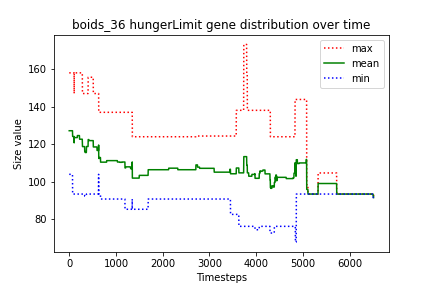 boids_36 hungerLimit gene distribution over time
max
mean
min
Size value
160
140
120
100
80
0
1000
2000
3000
4000
5000
6000
Timesteps